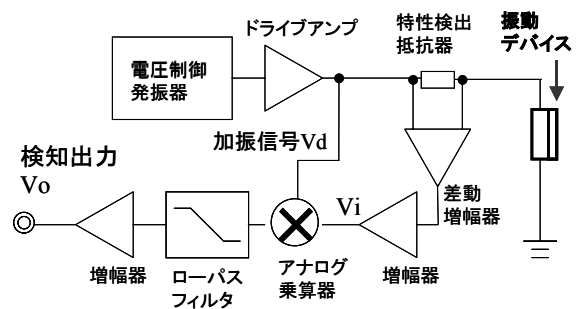 ドライブアンプ
特性検出
抵抗器
振動
デバイス
電圧制御
発振器
加振信号Vd
検知出力
Vo
Vi
差動
増幅器
増幅器
ローパス
フィルタ
アナログ
乗算器
増幅器